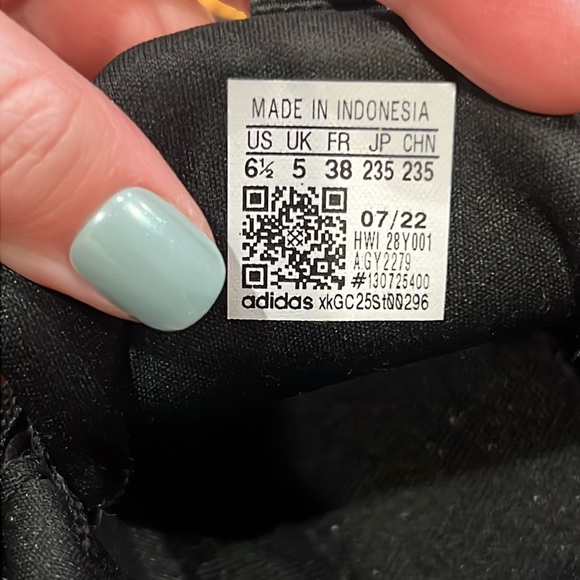 MADE IN INDONESIA
US UK FR JP CHN
6½ 5 38 235 235
07/22
HWI 28Y001
A.GY2279
#130725400
adidas xkGC25St00296